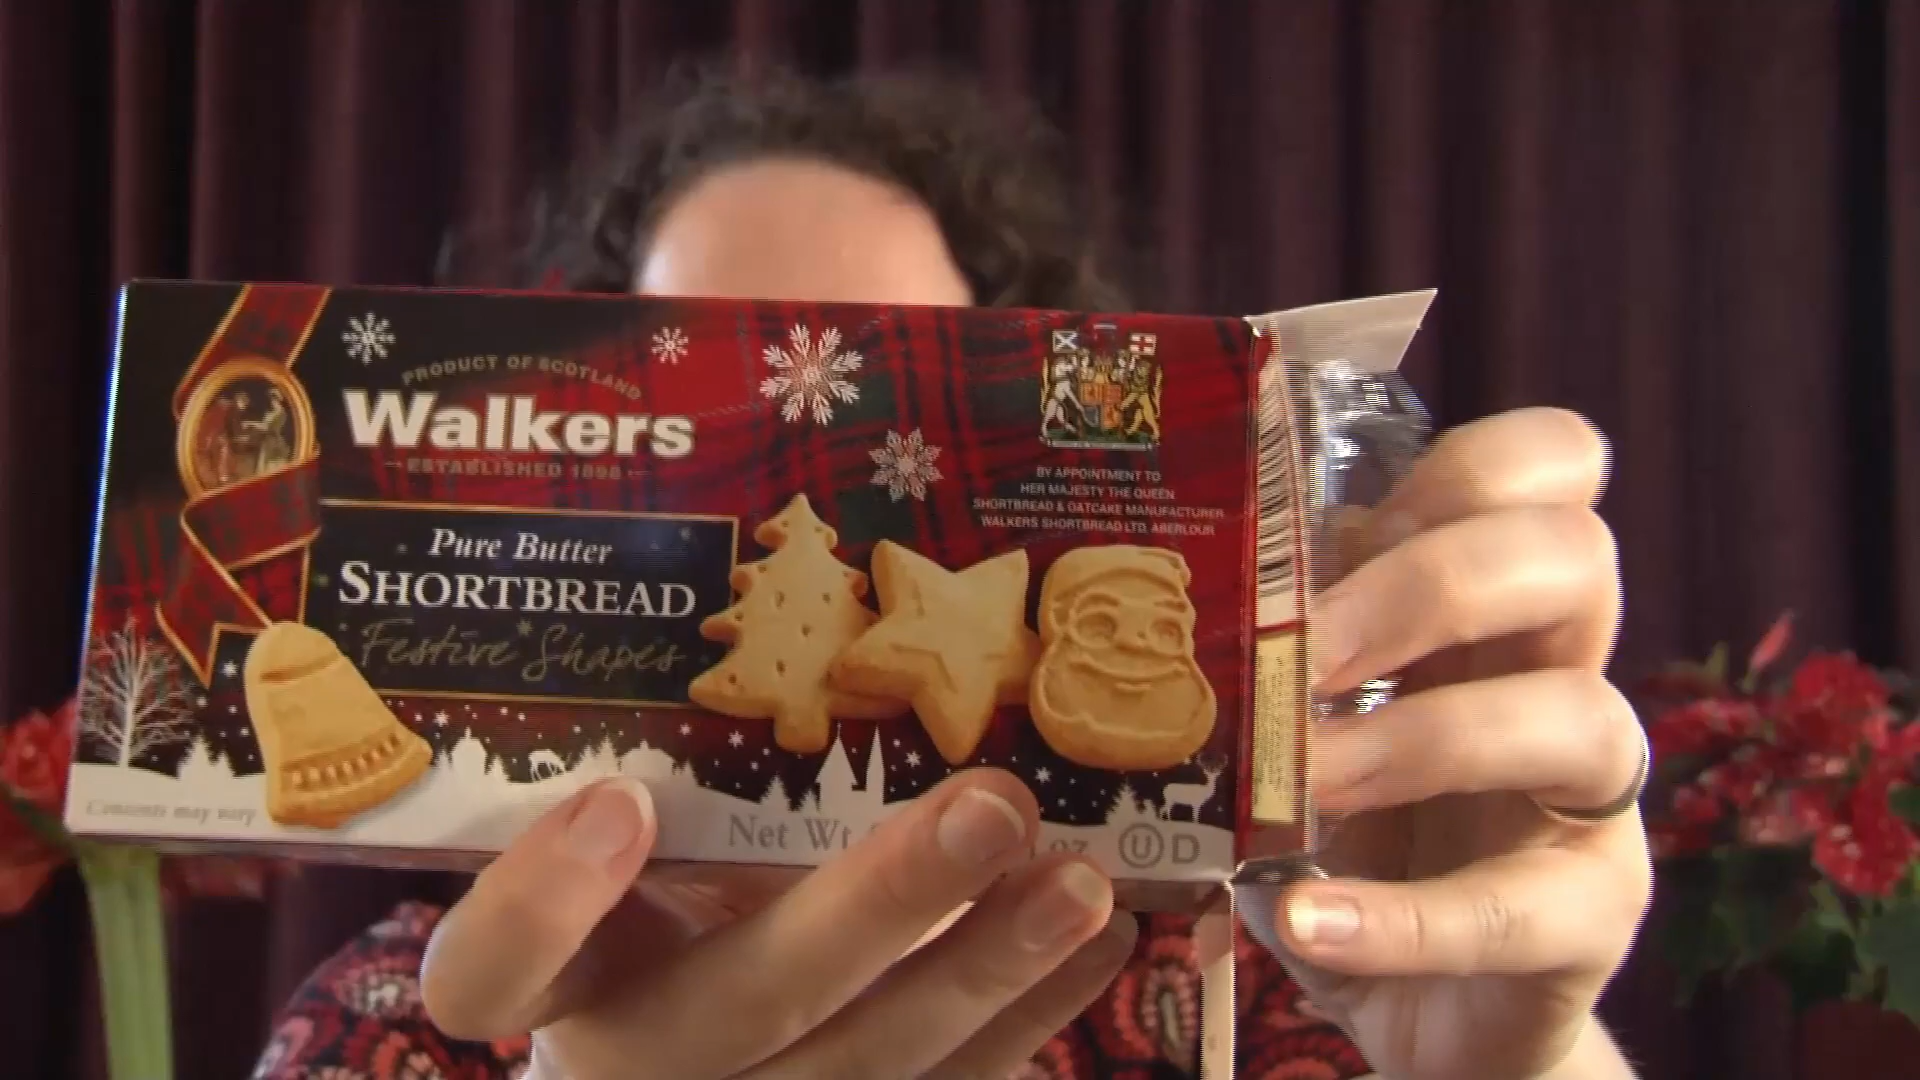 PRODUCT OF SCOTLAND
Walkers
ESTABLISHED 1898
Pure Butter
SHORTBREAD
Festive Shapes
BY APPOINTMENT TO
HER MAJESTY THE QUEEN
SHORTBREAD & OATCAKE MANUFACTURER
WALKERS SHORTBREAD LTD. ABERLOUR
Contents may vary
Net Wt oz U D